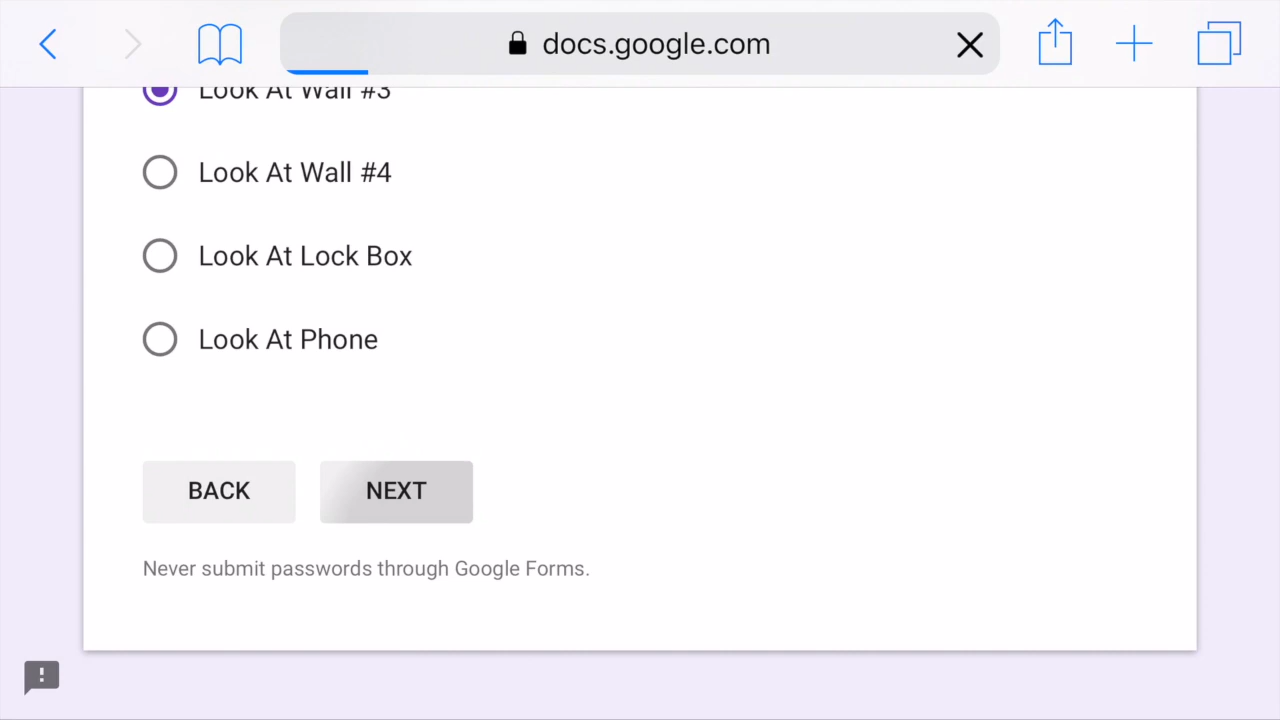 docs.google.com
Look At Wall #3
Look At Wall #4
Look At Lock Box
Look At Phone
BACK NEXT
Never submit passwords through Google Forms.